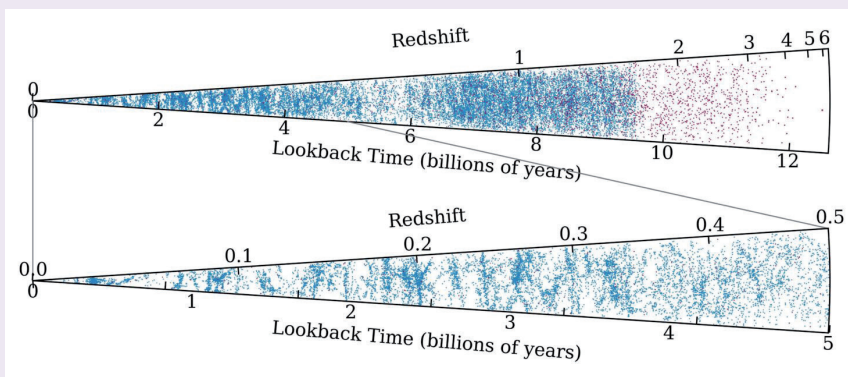 Redshift
0 1 2 3 4 5 6
0 2 4 6 8 10 12
Lookback Time (billions of years)
Redshift
0.0 0.1 0.2 0.3 0.4 0.5
0 1 2 3 4 5
Lookback Time (billions of years)